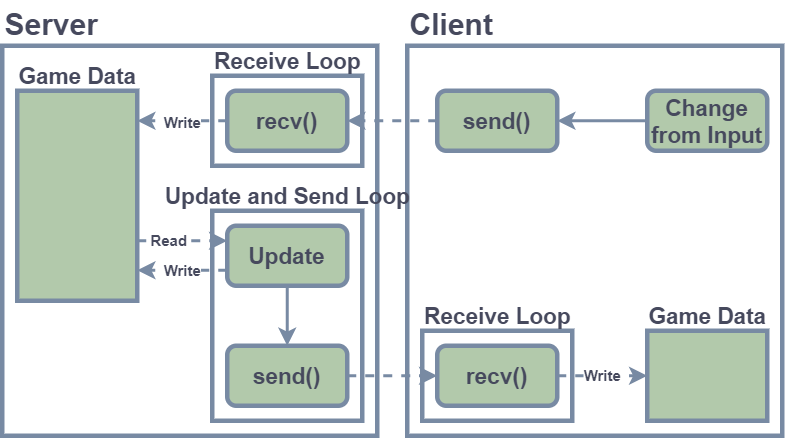 Server
Client
Receive Loop
Game Data
recv()
Write
send()
Change
from Input
Update and Send Loop
Read
Write
Update
send()
Receive Loop
recv()
Write
Game Data